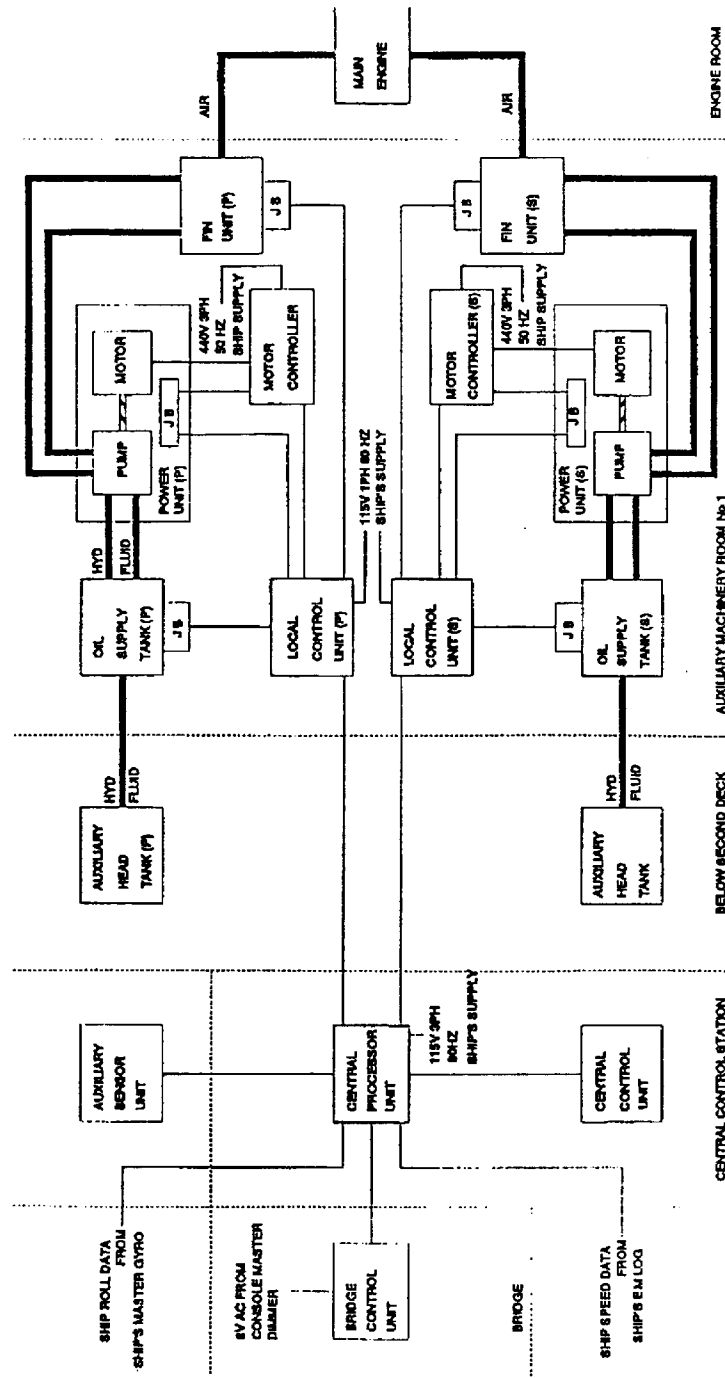 SHIP ROLL DATA
FROM
SHIP'S MASTER GYRO
6V AC FROM
CONSOLE MASTER
DIMMER
BRIDGE
CONTROL
UNIT
BRIDGE
SHIP SPEED DATA
FROM
SHIP'S EM LOG
AUXILIARY
SENSOR
UNIT
CENTRAL
PROCESSOR
UNIT
115V 3PH
60HZ
SHIP'S SUPPLY
CENTRAL
CONTROL
UNIT
CENTRAL CONTROL STATION
AUXILIARY
HEAD
TANK (P)
HYD
FLUID
AUXILIARY
HEAD
TANK
HYD
FLUID
BELOW SECOND DECK
OIL
SUPPLY
TANK (P)
J B
HYD
FLUID
PUMP
MOTOR
POWER
UNIT (P)
J B
LOCAL
CONTROL
UNIT (P)
MOTOR
CONTROLLER
440V 3PH
50 HZ
SHIP SUPPLY
FIN
UNIT (P)
J B
115V 1PH 60 HZ
SHIP'S SUPPLY
LOCAL
CONTROL
UNIT (S)
MOTOR
CONTROLLER (S)
440V 3PH
50 HZ
SHIP SUPPLY
J B
FIN
UNIT (S)
J B
POWER
UNIT (S)
PUMP
MOTOR
J B
OIL
SUPPLY
TANK (S)
AUXILIARY MACHINERY ROOM No 1
AIR
MAIN
ENGINE
AIR
ENGINE ROOM